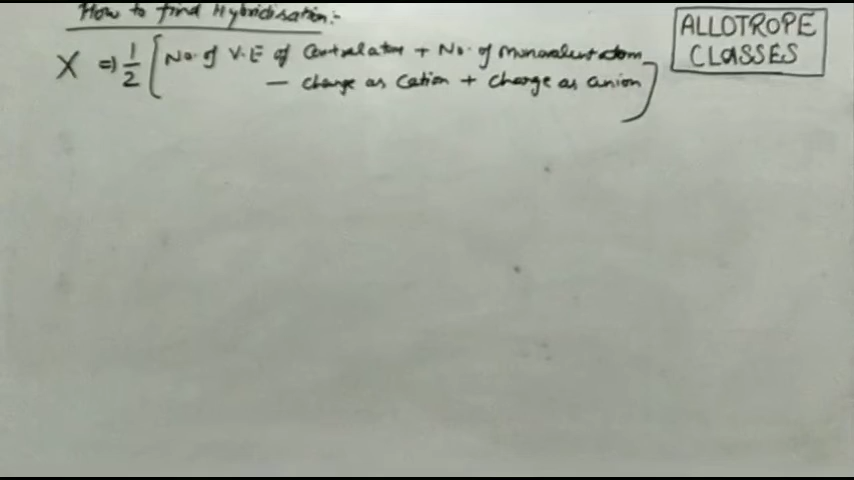 How to find Hybridisation:-
X => 1/2 [ No. of V.E of Central atom + No. of monovalent atom
— charge as cation + charge as anion ]
ALLOTROPE
CLASSES